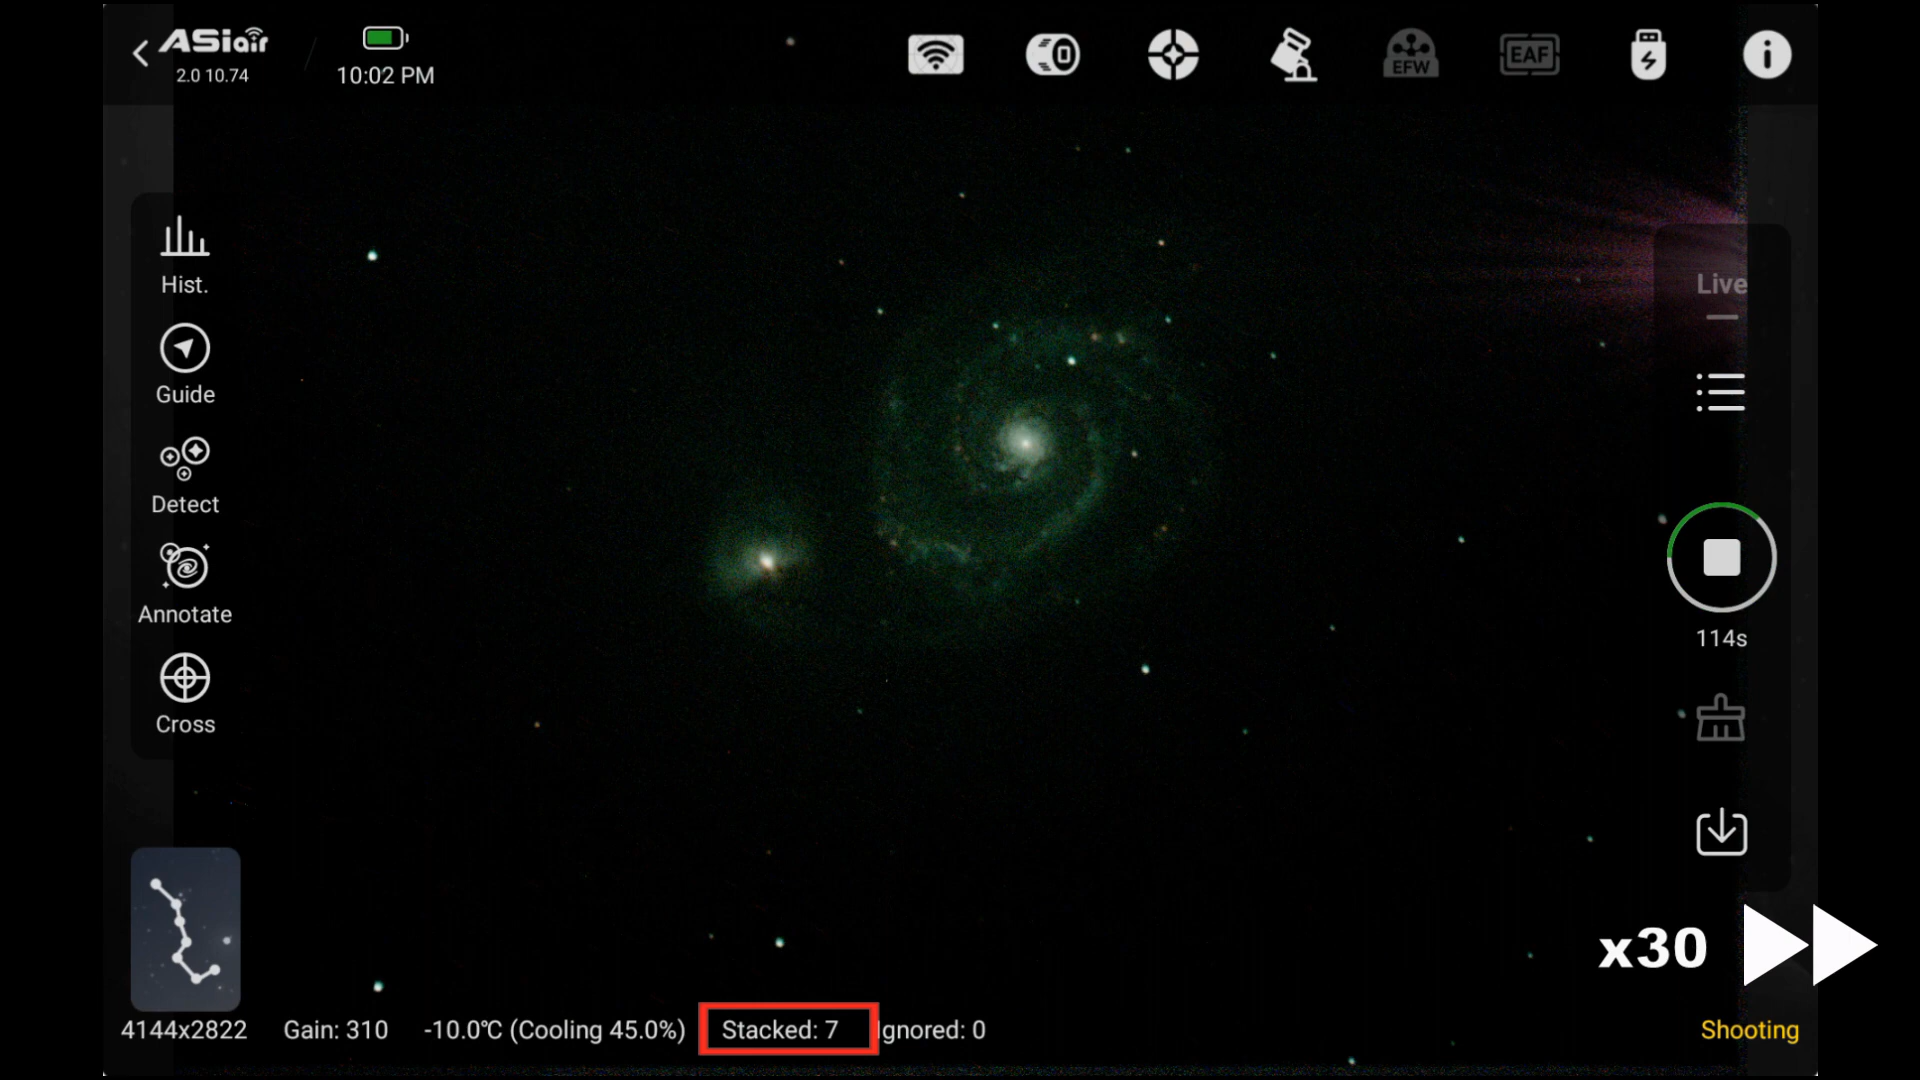 ASiair
2.0 10.74
10:02 PM
EFW
EAF
Hist.
Guide
Detect
Annotate
Cross
Live
114s
x30
4144x2822 Gain: 310 -10.0℃ (Cooling 45.0%) Stacked: 7 Ignored: 0
Shooting